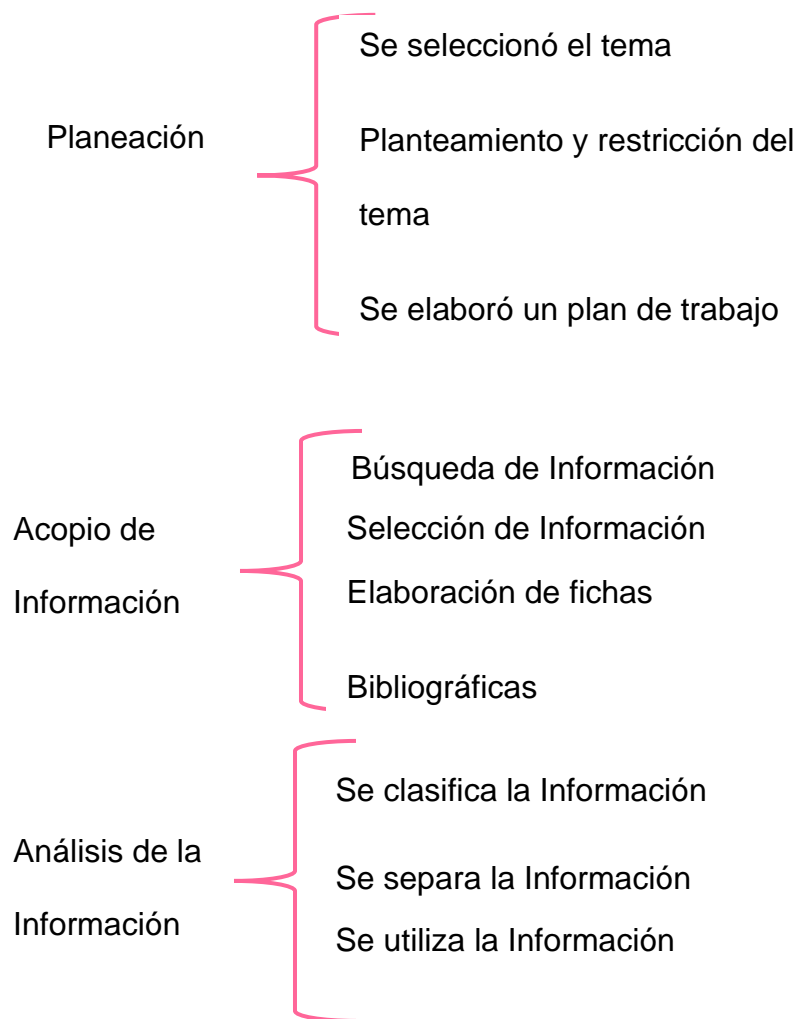 Planeación
Se seleccionó el tema
Planteamiento y restricción del
tema
Se elaboró un plan de trabajo
Acopio de
Información
Búsqueda de Información
Selección de Información
Elaboración de fichas
Bibliográficas
Análisis de la
Información
Se clasifica la Información
Se separa la Información
Se utiliza la Información